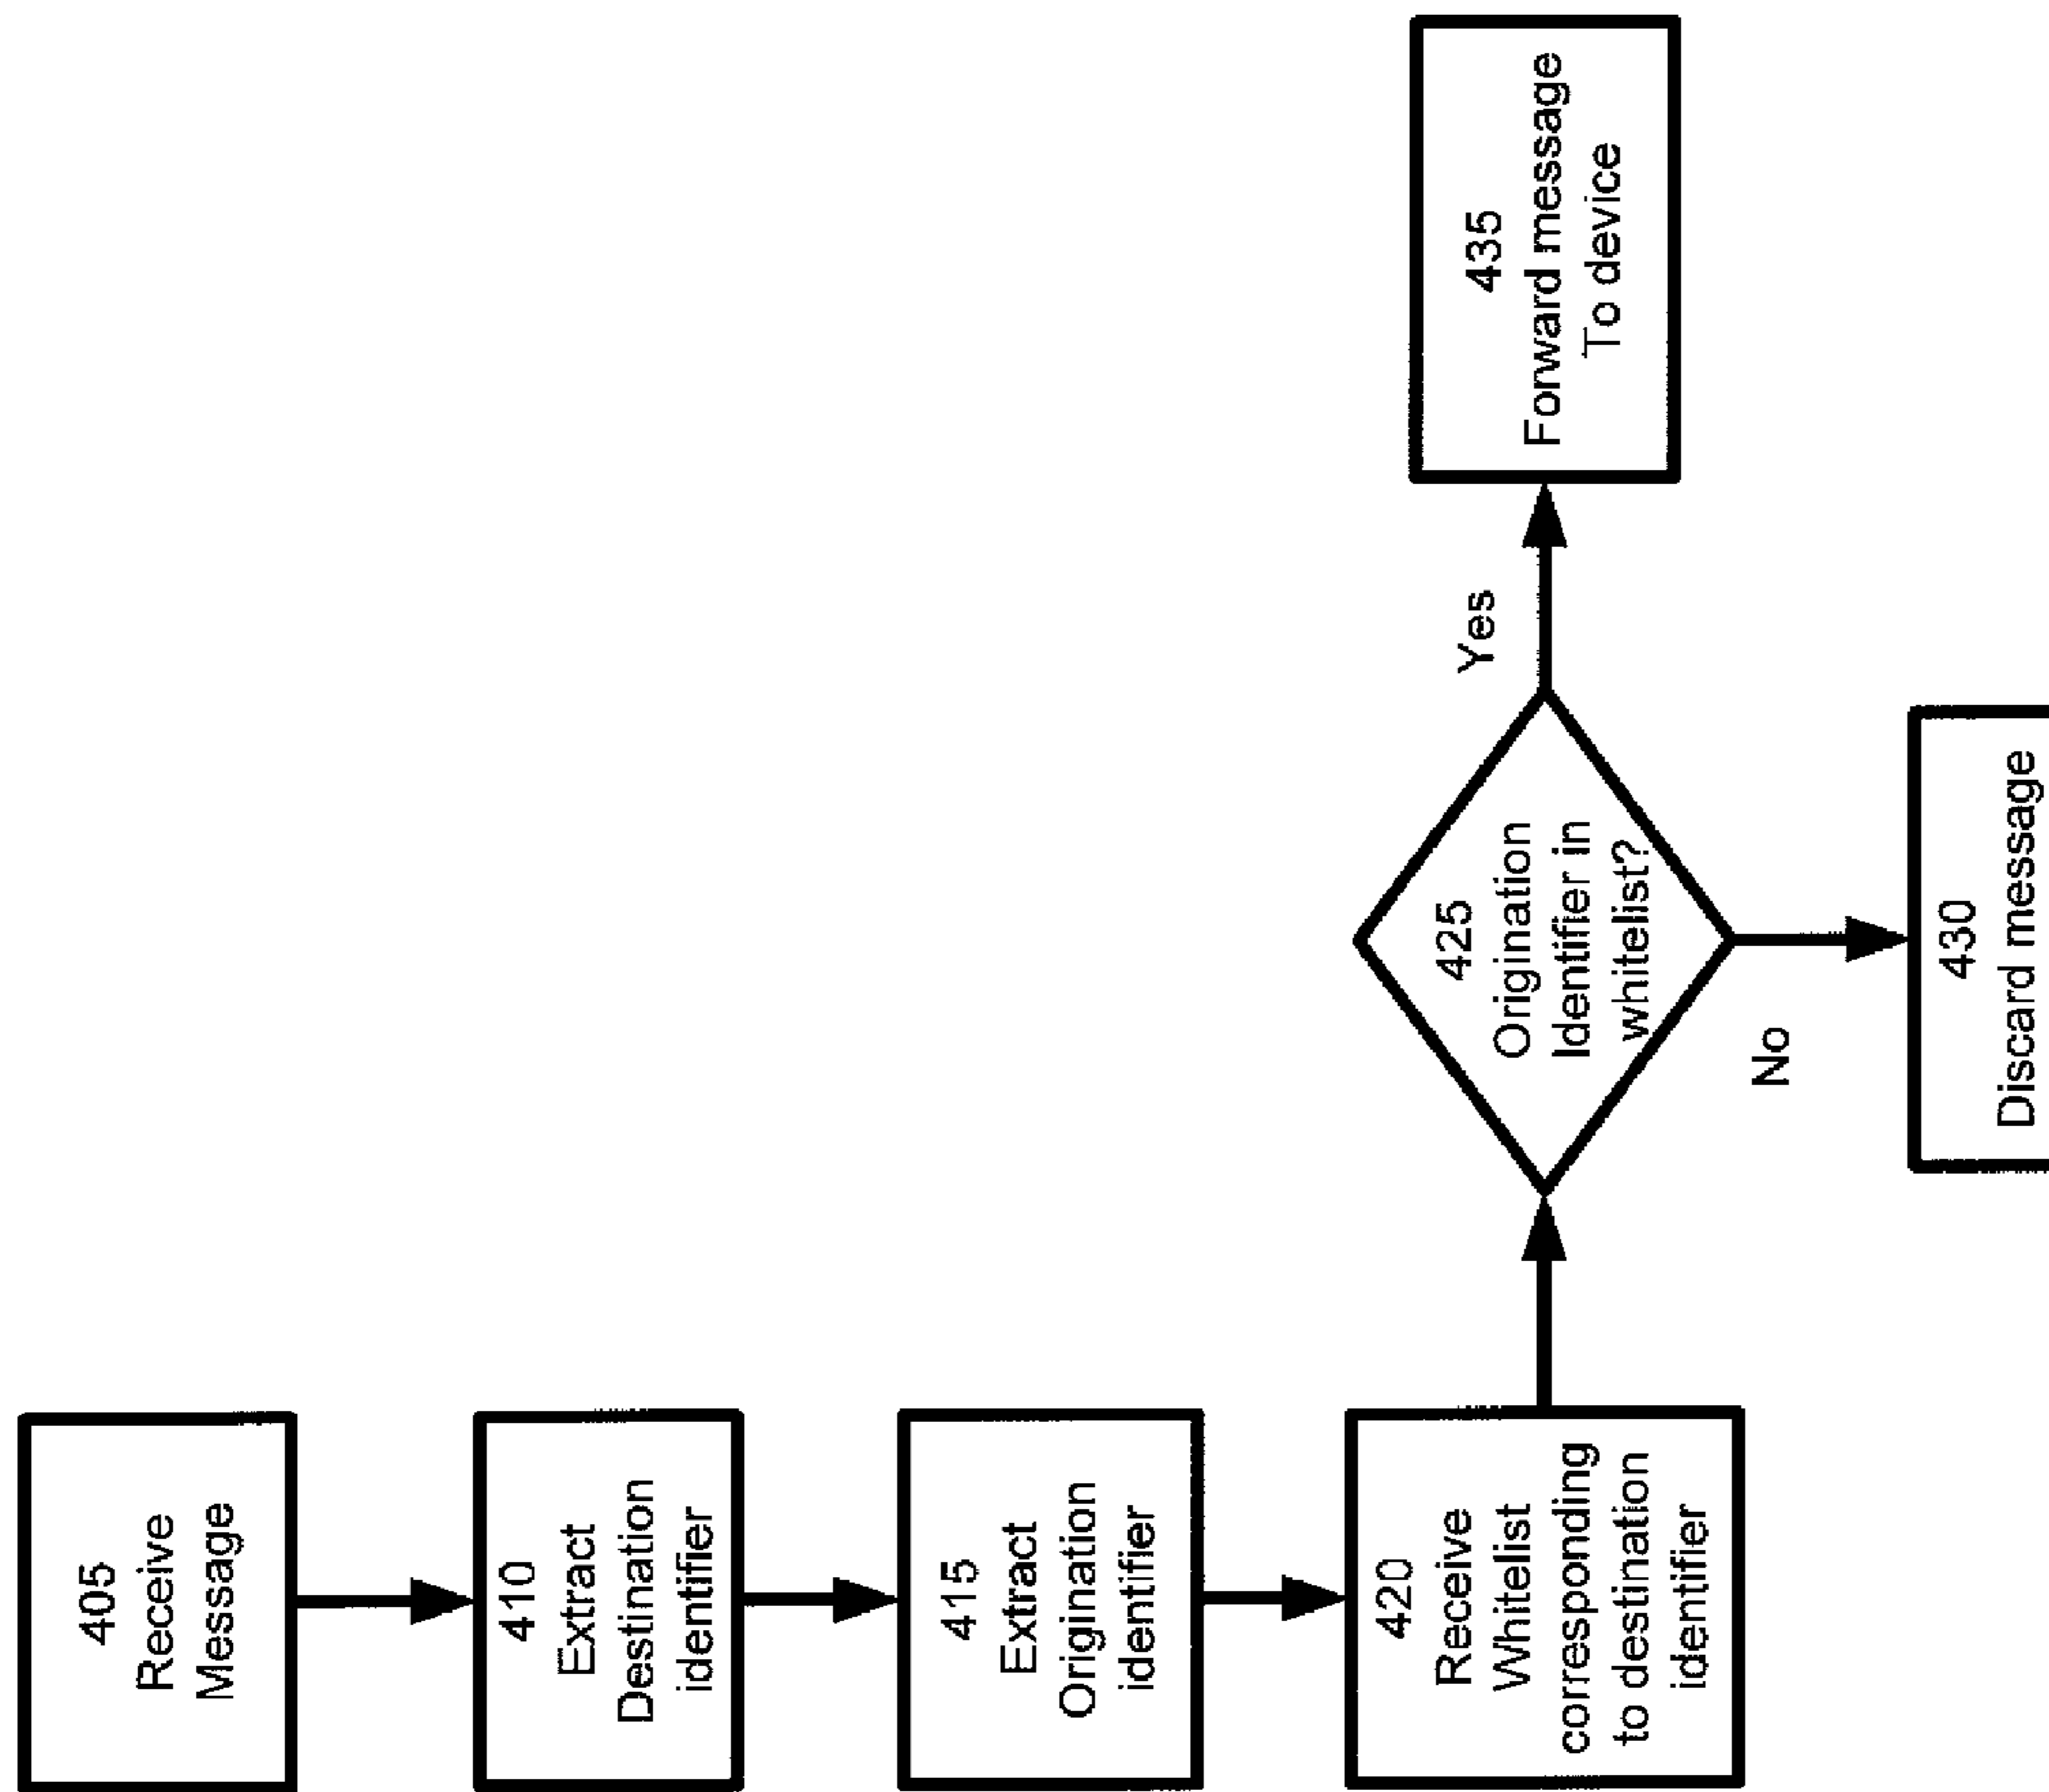 405
Receive
Message
410
Extract
Destination
identifier
415
Extract
Origination
identifier
420
Receive
Whitelist
corresponding
to destination
identifier
425
Origination
Identifier in
whitelist?
Yes
No
430
Discard message
435
Forward message
To device